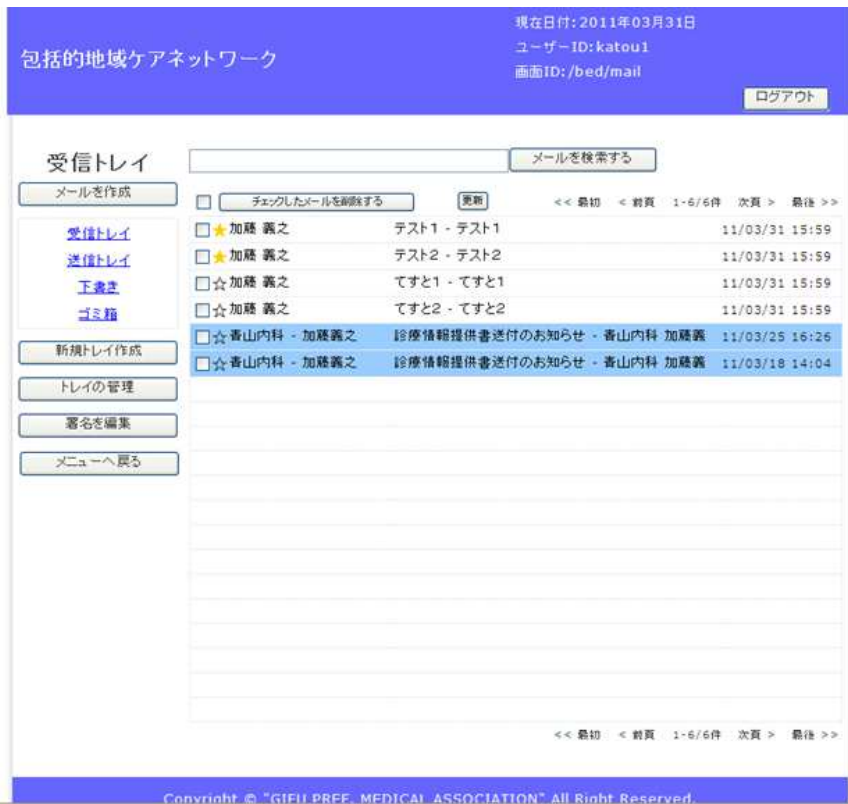 現在日付:2011年03月31日
包括的地域ケアネットワーク
ユーザーID:katou1
画面ID:/bed/mail
ログアウト
受信トレイ
メールを検索する
メールを作成
チェックしたメールを削除する 更新 << 最初 < 前頁 1-6/6件 次頁 > 最後 >>
受信トレイ
送信トレイ
下書き
ゴミ箱
新規トレイ作成
トレイの管理
署名を編集
メニューへ戻る
★加藤 義之 テスト1 - テスト1 11/03/31 15:59
★加藤 義之 テスト2 - テスト2 11/03/31 15:59
☆加藤 義之 てすと1 - てすと1 11/03/31 15:59
☆加藤 義之 てすと2 - てすと2 11/03/31 15:59
☆青山内科 - 加藤義之 診療情報提供書送付のお知らせ - 青山内科 加藤義 11/03/25 16:26
☆青山内科 - 加藤義之 診療情報提供書送付のお知らせ - 青山内科 加藤義 11/03/18 14:04
<< 最初 < 前頁 1-6/6件 次頁 > 最後 >>
Copyright © "GIFU PREF. MEDICAL ASSOCIATION" All Right Reserved.